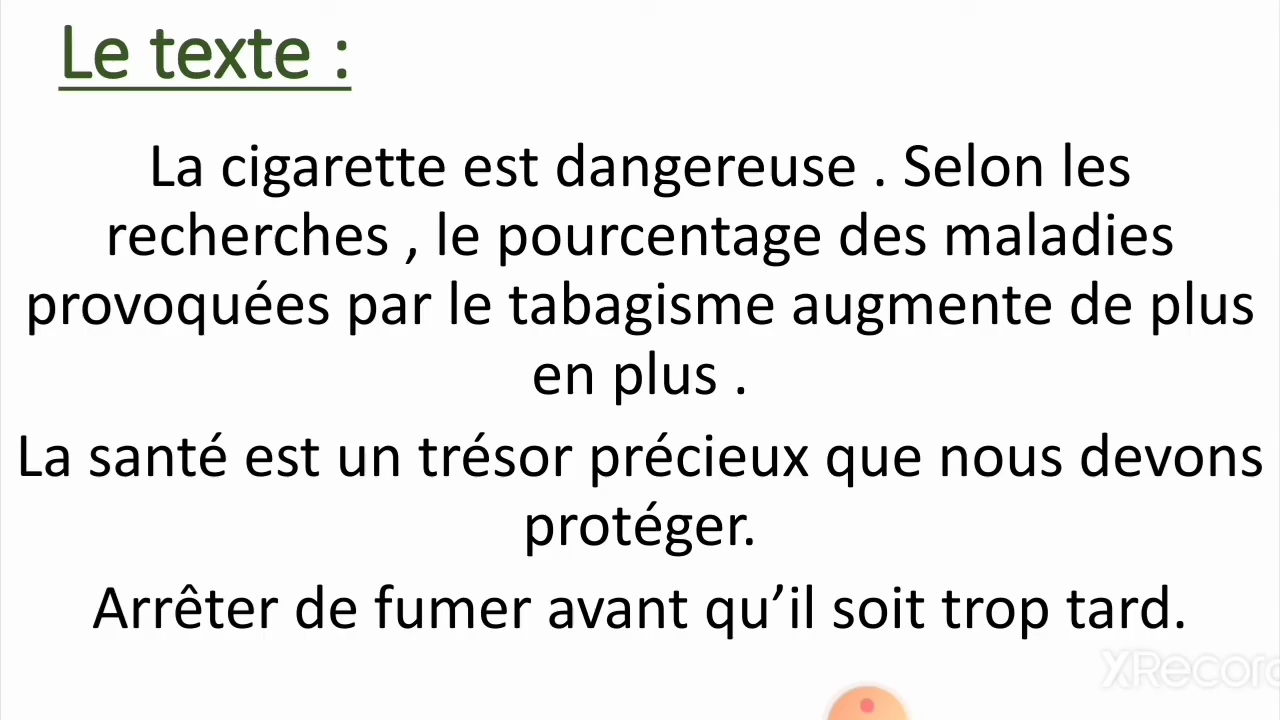 Le texte :
La cigarette est dangereuse . Selon les
recherches , le pourcentage des maladies
provoquées par le tabagisme augmente de plus
en plus .
La santé est un trésor précieux que nous devons
protéger.
Arrêter de fumer avant qu’il soit trop tard.